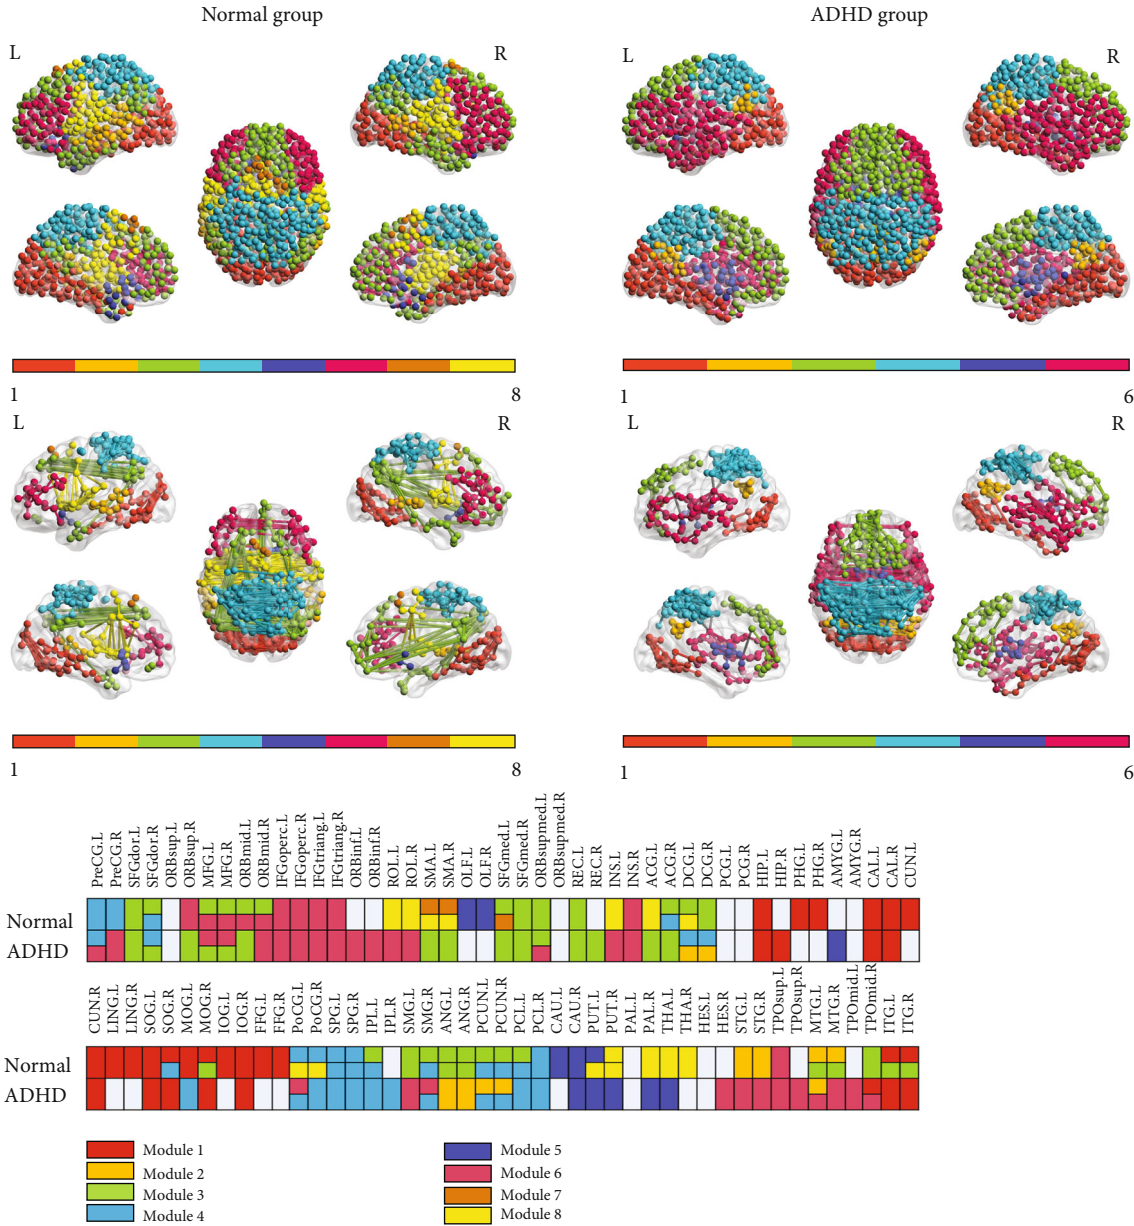 Normal group
ADHD group
L
R
L
R
1
8
1
6
L
R
L
R
1
8
1
6
PreCG.L PreCG.R SFGdor.L SFGdor.R ORBsup.L ORBsup.R MFG.L MFG.R ORBmid.L ORBmid.R IFGoperc.L IFGoperc.R IFGtriang.L IFGtriang.R ORBinf.L ORBinf.R ROL.L ROL.R SMA.L SMA.R OLF.L OLF.R SFGmed.L SFGmed.R ORBsupmed.L ORBsupmed.R REC.L REC.R INS.L INS.R ACG.L ACG.R DCG.L DCG.R PCG.L PCG.R HIP.L HIP.R PHG.L PHG.R AMYG.L AMYG.R CAL.L CAL.R CUN.L
Normal
ADHD
CUN.R LING.L LING.R SOG.L SOG.R MOG.L MOG.R IOG.L IOG.R FFG.L FFG.R PoCG.L PoCG.R SPG.L SPG.R IPL.L IPL.R SMG.L SMG.R ANG.L ANG.R PCUN.L PCUN.R PCL.L PCL.R CAU.L CAU.R PUT.L PUT.R PAL.L PAL.R THA.L THA.R HES.L HES.R STG.L STG.R TPOsup.L TPOsup.R MTG.L MTG.R TPOmid.L TPOmid.R ITG.L ITG.R
Normal
ADHD
Module 1
Module 2
Module 3
Module 4
Module 5
Module 6
Module 7
Module 8